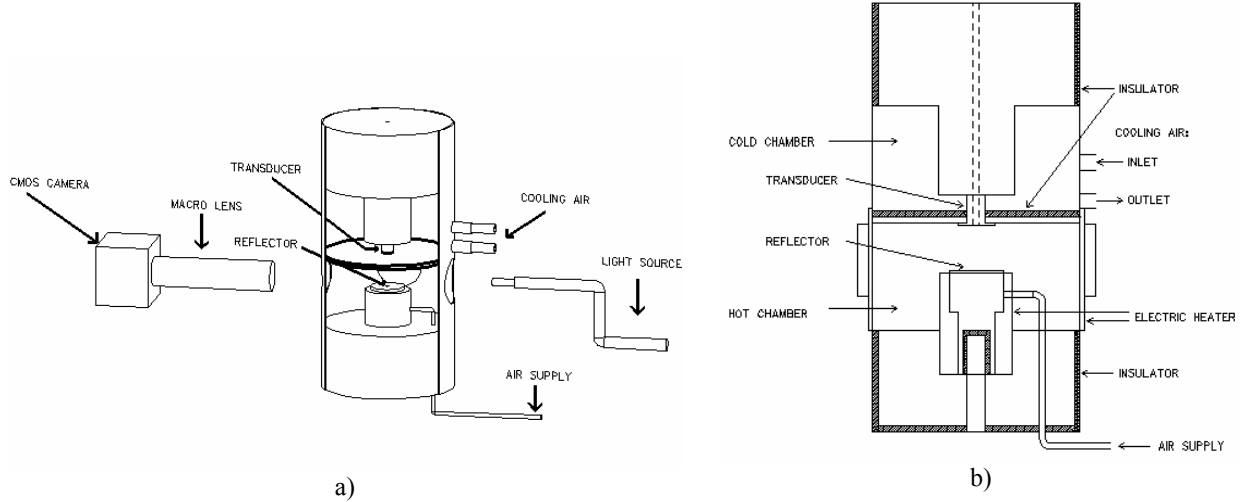 TRANSDUCER
CMOS CAMERA
MACRO LENS
COOLING AIR
REFLECTOR
LIGHT SOURCE
AIR SUPPLY
a)
INSULATOR
COOLING AIR:
COLD CHAMBER
INLET
TRANSDUCER
OUTLET
REFLECTOR
HOT CHAMBER
ELECTRIC HEATER
INSULATOR
AIR SUPPLY
b)